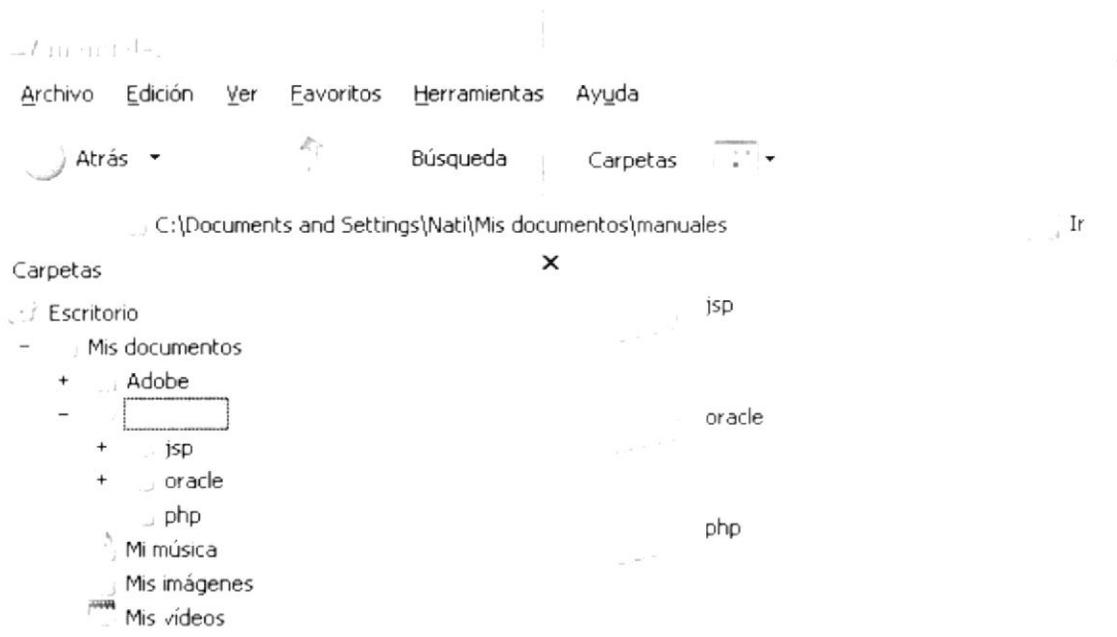 Archivo Edición Ver Favoritos Herramientas Ayuda
Atrás Búsqueda Carpetas
C:\Documents and Settings\Nati\Mis documentos\manuales Ir
Carpetas
Escritorio
Mis documentos
+ Adobe
-
+ jsp
+ oracle
php
Mi música
Mis imágenes
Mis vídeos
jsp
oracle
php